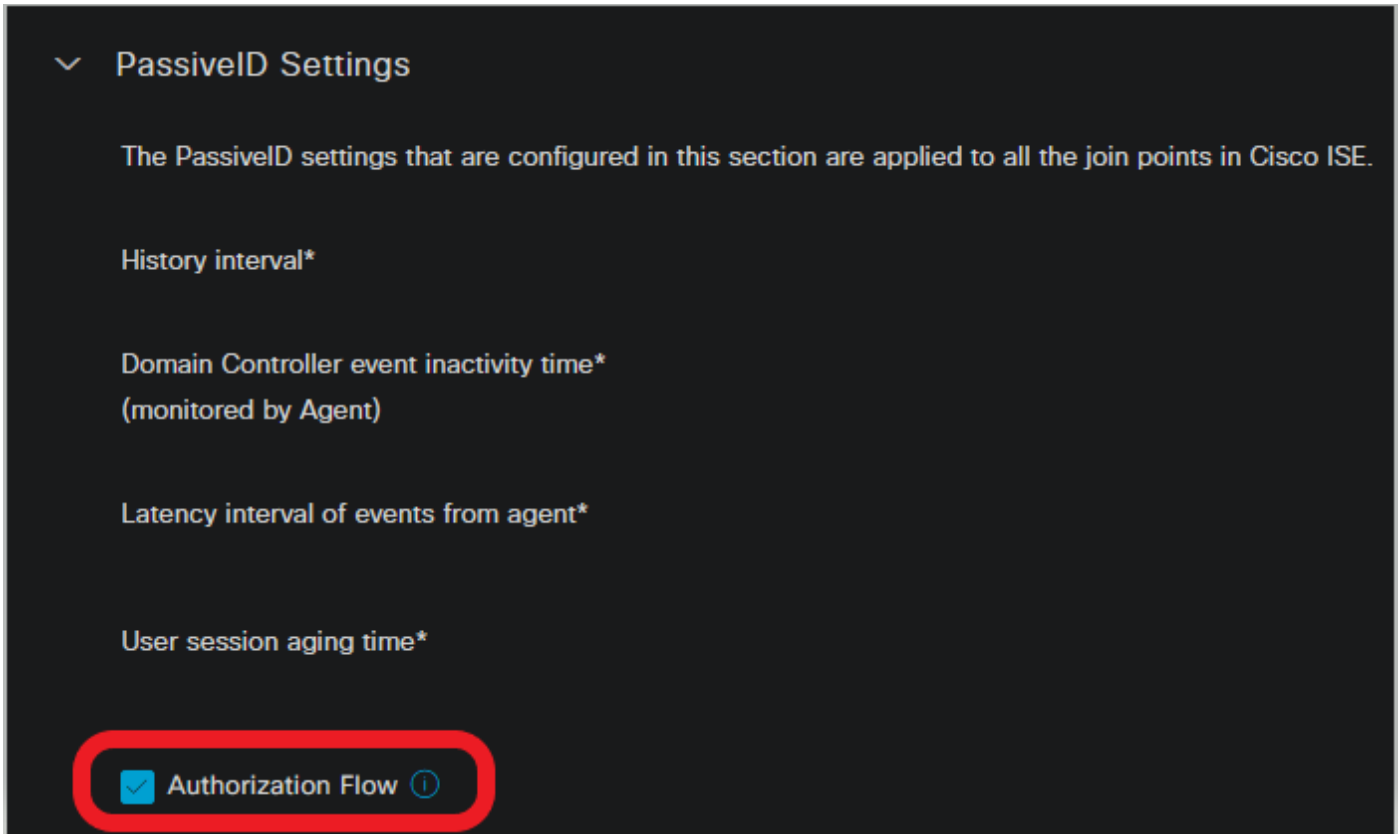 PassiveID Settings
The PassiveID settings that are configured in this section are applied to all the join points in Cisco ISE.
History interval*
Domain Controller event inactivity time*
(monitored by Agent)
Latency interval of events from agent*
User session aging time*
Authorization Flow